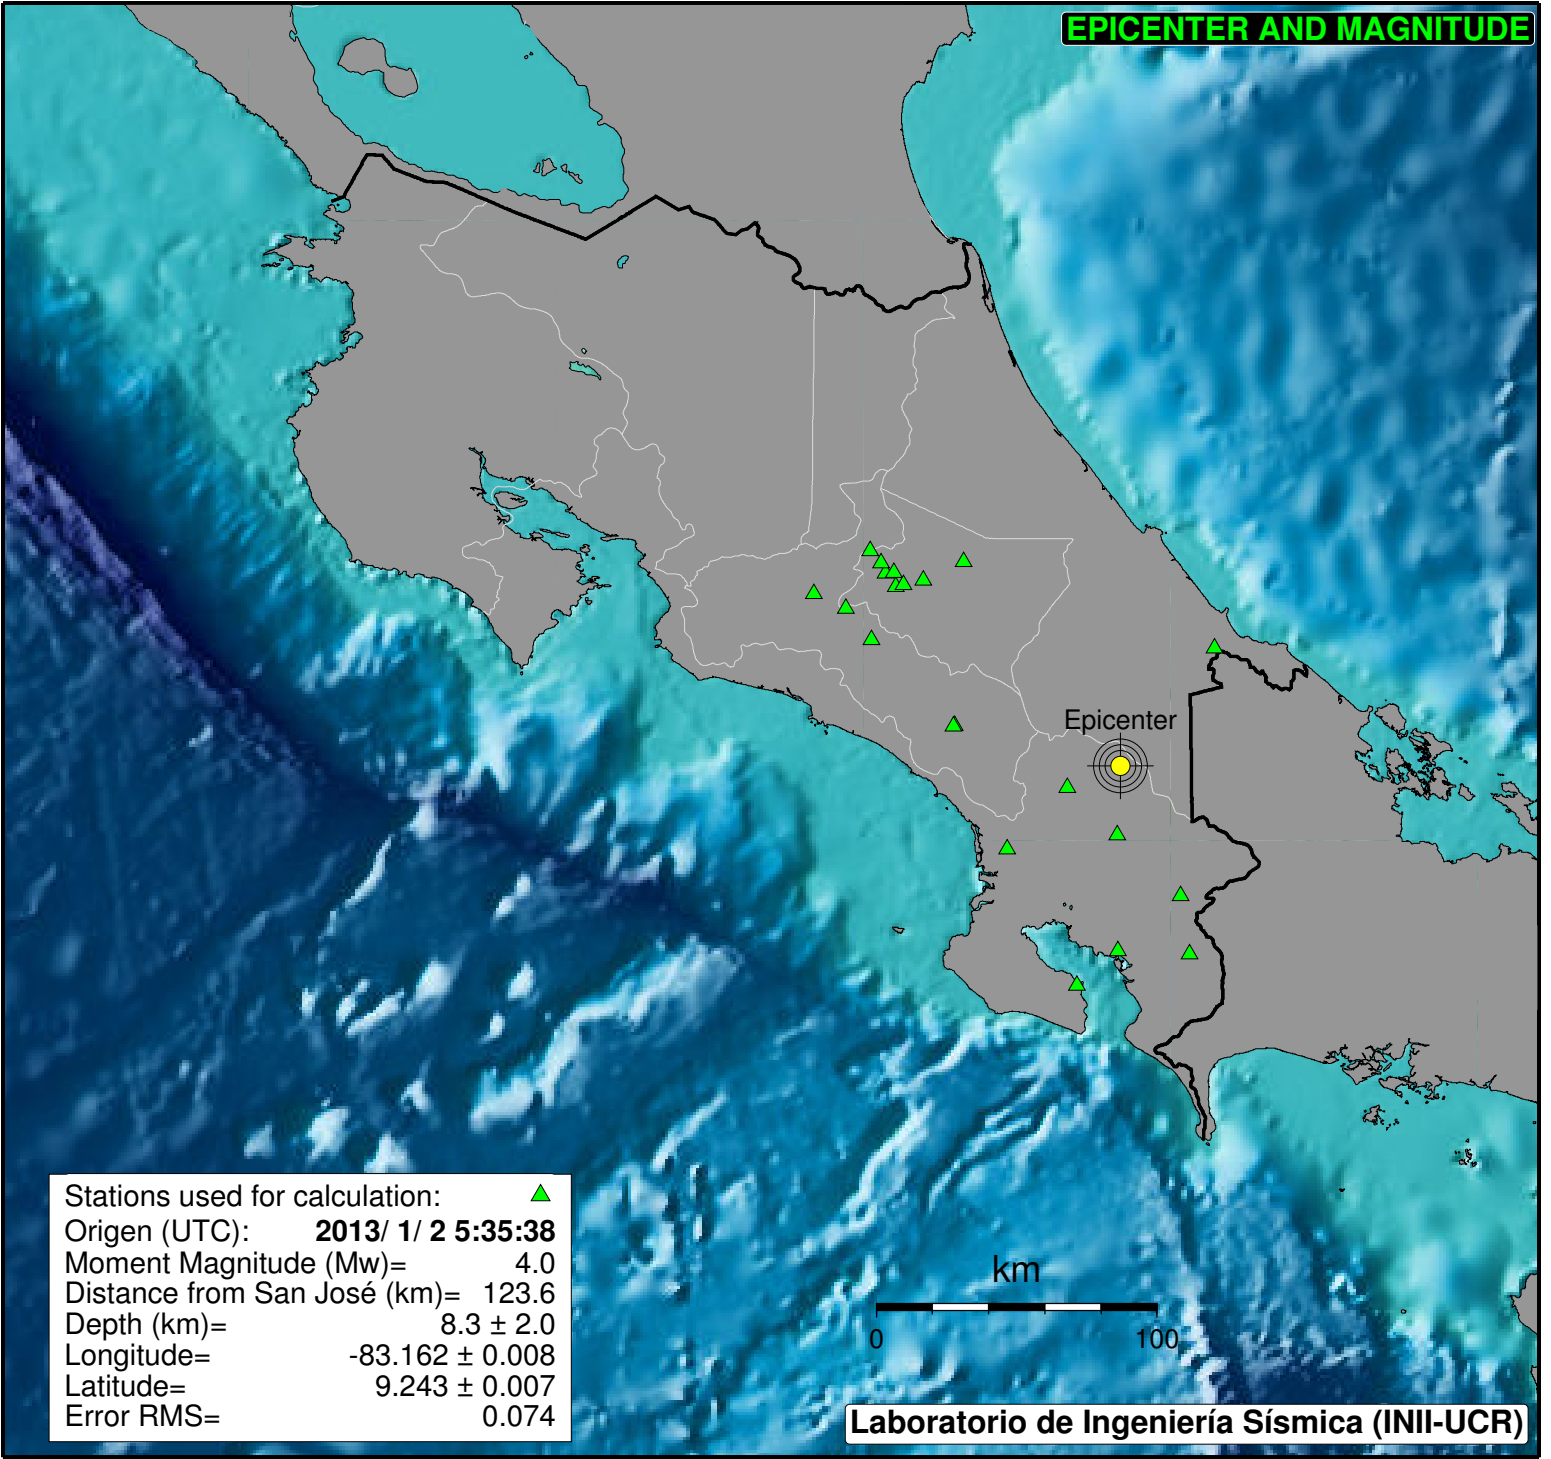 EPICENTER AND MAGNITUDE
Epicenter
Stations used for calculation:
Origen (UTC): 2013/ 1/ 2 5:35:38
Moment Magnitude (Mw)= 4.0
Distance from San José (km)= 123.6
Depth (km)= 8.3 ± 2.0
Longitude= -83.162 ± 0.008
Latitude= 9.243 ± 0.007
Error RMS= 0.074
km
0 100
Laboratorio de Ingeniería Sísmica (INII-UCR)